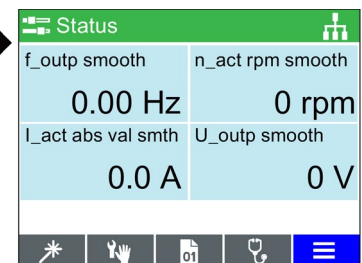 Status
f_outp smooth
n_act rpm smooth
0.00 Hz
0 rpm
I_act abs val smth
U_outp smooth
0.0 A
0 V
01